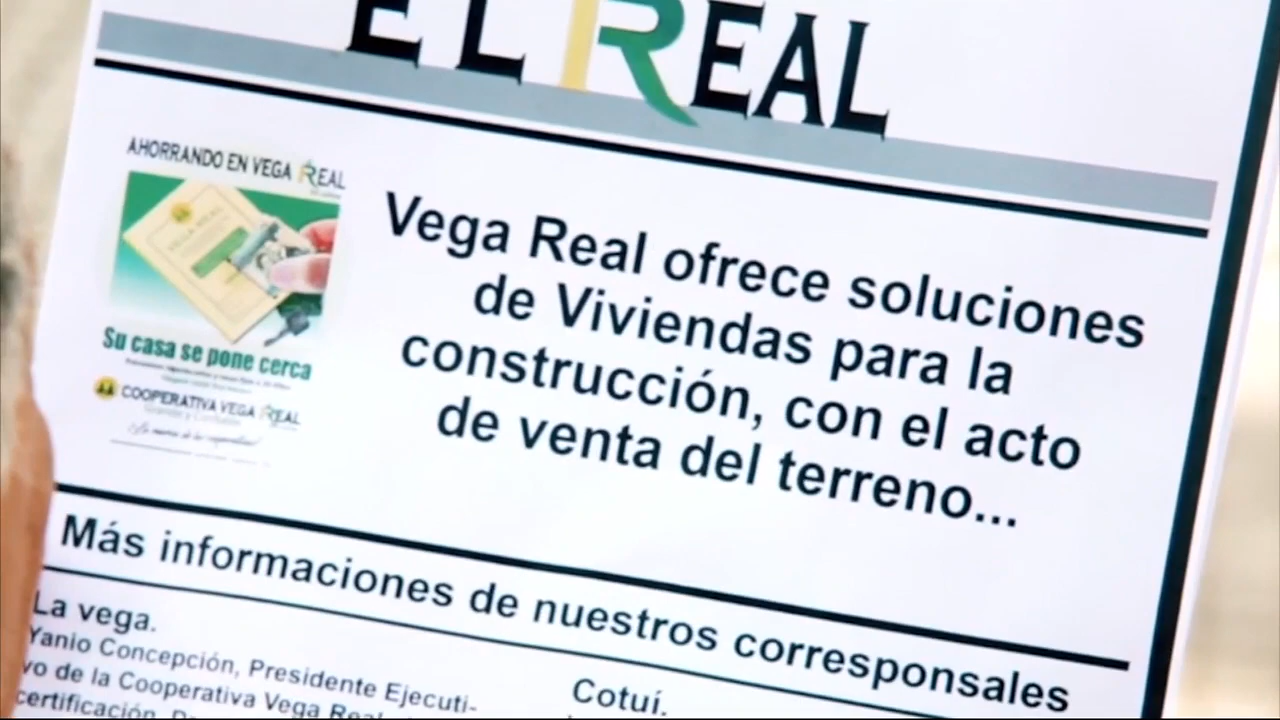 EL REAL
AHORRANDO EN VEGA REAL
Su casa se pone cerca
COOPERATIVA VEGA REAL
Vega Real ofrece soluciones
de Viviendas para la
construcción, con el acto
de venta del terreno...
Más informaciones de nuestros corresponsales
La vega.
Yanio Concepción, Presidente Ejecuti-
vo de la Cooperativa Vega Real
certificación.
Cotuí.